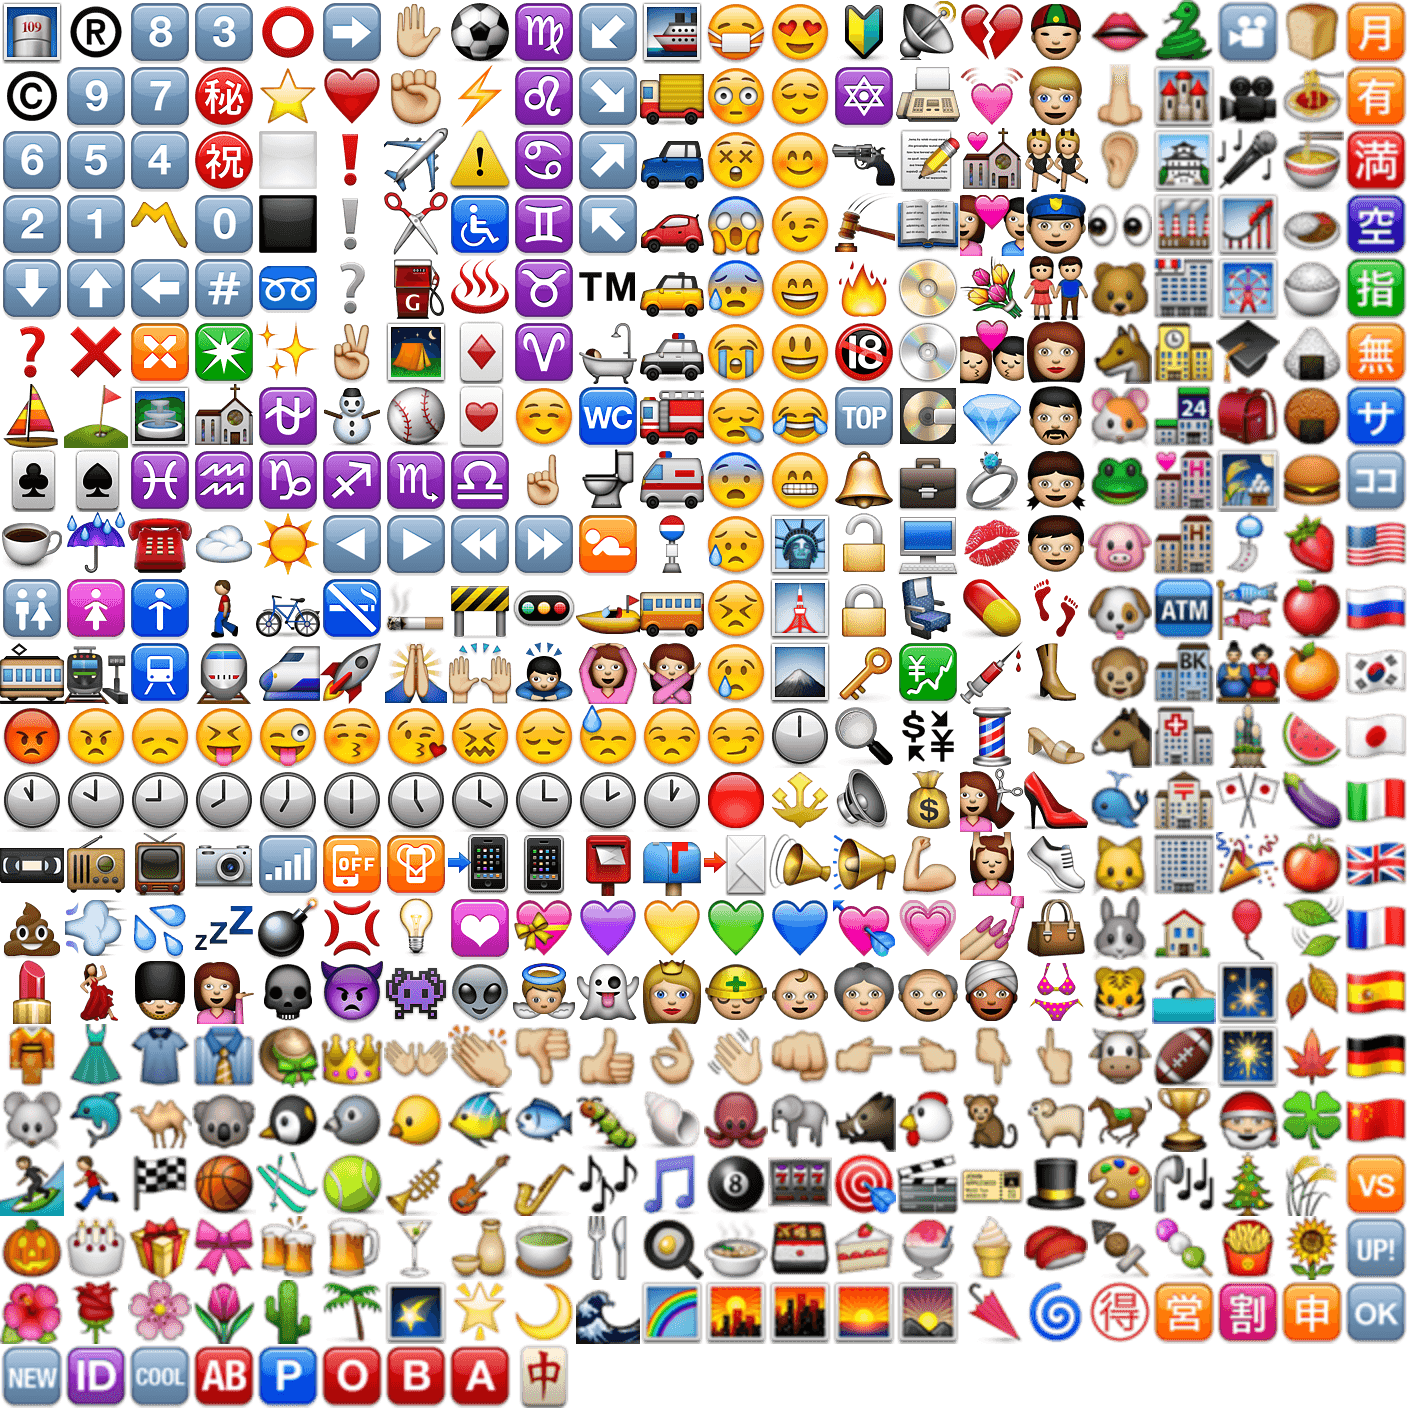 109 ® 8 3 月
© 9 7 秘 有
6 5 4 祝 満
2 1 0 空
# TM G 指
18 無
WC TOP 24 サ
H ココ
H
ATM
¥ BK
$ ¥
$
〒
OFF
zZZ
8 VS
UP!
得 営 割 申 OK
NEW ID COOL AB P O B A 中